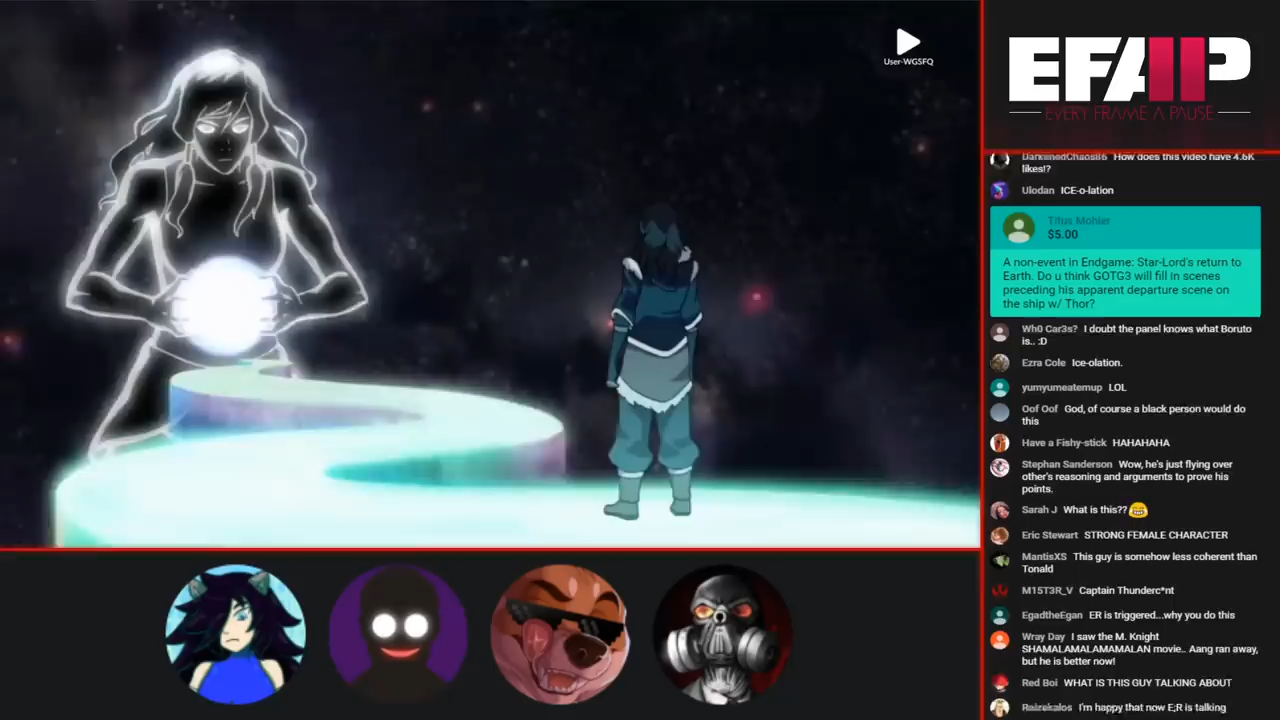 User-WGSFQ
EFAP
EVERY FRAME A PAUSE
DarklinedChaos86 How does this video have 4.6K
likes!?
Ulodan ICE-o-lation
Titus Mohler
$5.00
A non-event in Endgame: Star-Lord's return to
Earth. Do u think GOTG3 will fill in scenes
preceding his apparent departure scene on
the ship w/ Thor?
Wh0 Car3s? I doubt the panel knows what Boruto
is.. :D
Ezra Cole Ice-olation.
yumyumeatemup LOL
Oof Oof God, of course a black person would do
this
Have a Fishy-stick HAHAHAHA
Stephan Sanderson Wow, he's just flying over
other's reasoning and arguments to prove his
points.
Sarah J What is this?? 😂
Eric Stewart STRONG FEMALE CHARACTER
MantisXS This guy is somehow less coherent than
Tonald
M15T3R_V Captain Thunderc*nt
EgadtheEgan ER is triggered...why you do this
Wray Day I saw the M. Knight
SHAMALAMALAMAMALAN movie.. Aang ran away,
but he is better now!
Red Boi WHAT IS THIS GUY TALKING ABOUT
Raizekalos I'm happy that now E;R is talking